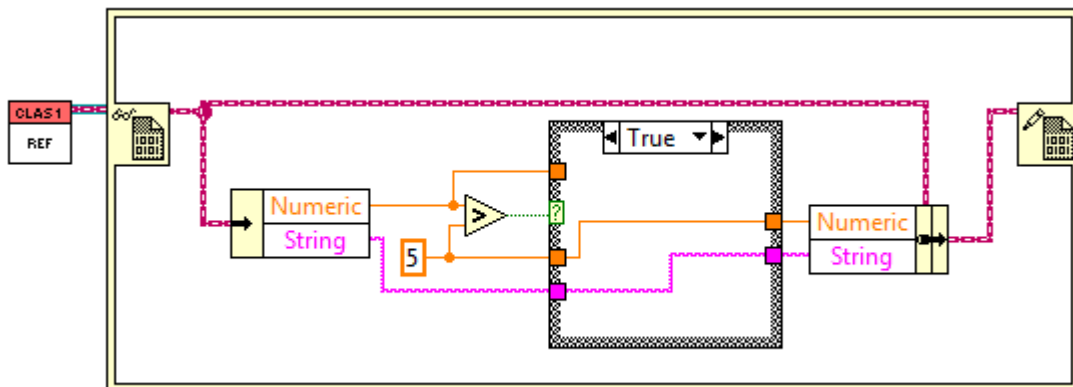 CLAS1
REF
True
Numeric
String
>
?
5
Numeric
String